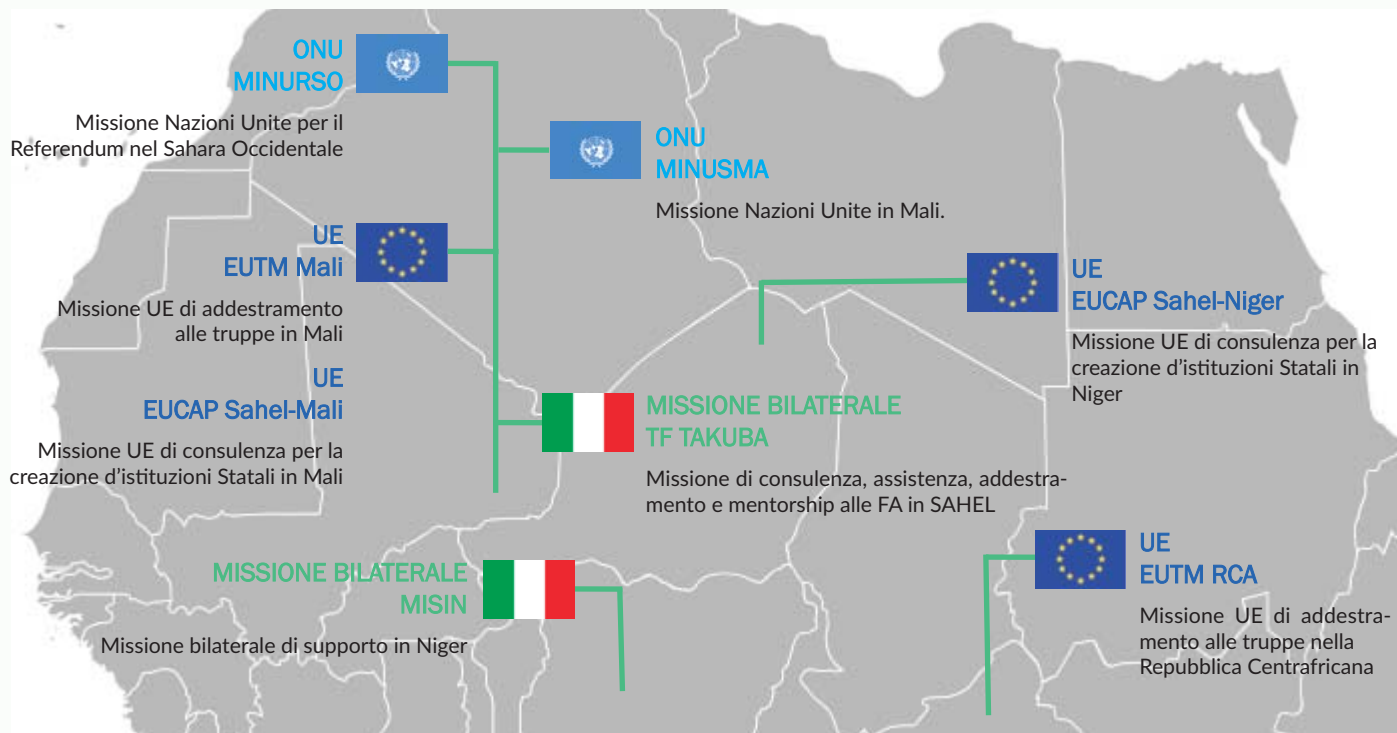 ONU
MINURSO
Missione Nazioni Unite per il
Referendum nel Sahara Occidentale
ONU
MINUSMA
Missione Nazioni Unite in Mali.
UE
EUTM Mali
Missione UE di addestramento
alle truppe in Mali
UE
EUCAP Sahel-Niger
Missione UE di consulenza per la
creazione d'istituzioni Statali in
Niger
UE
EUCAP Sahel-Mali
Missione UE di consulenza per la
creazione d'istituzioni Statali in Mali
MISSIONE BILATERALE
TF TAKUBA
Missione di consulenza, assistenza, addestra-
mento e mentorship alle FA in SAHEL
MISSIONE BILATERALE
MISIN
Missione bilaterale di supporto in Niger
UE
EUTM RCA
Missione UE di addestra-
mento alle truppe nella
Repubblica Centrafricana